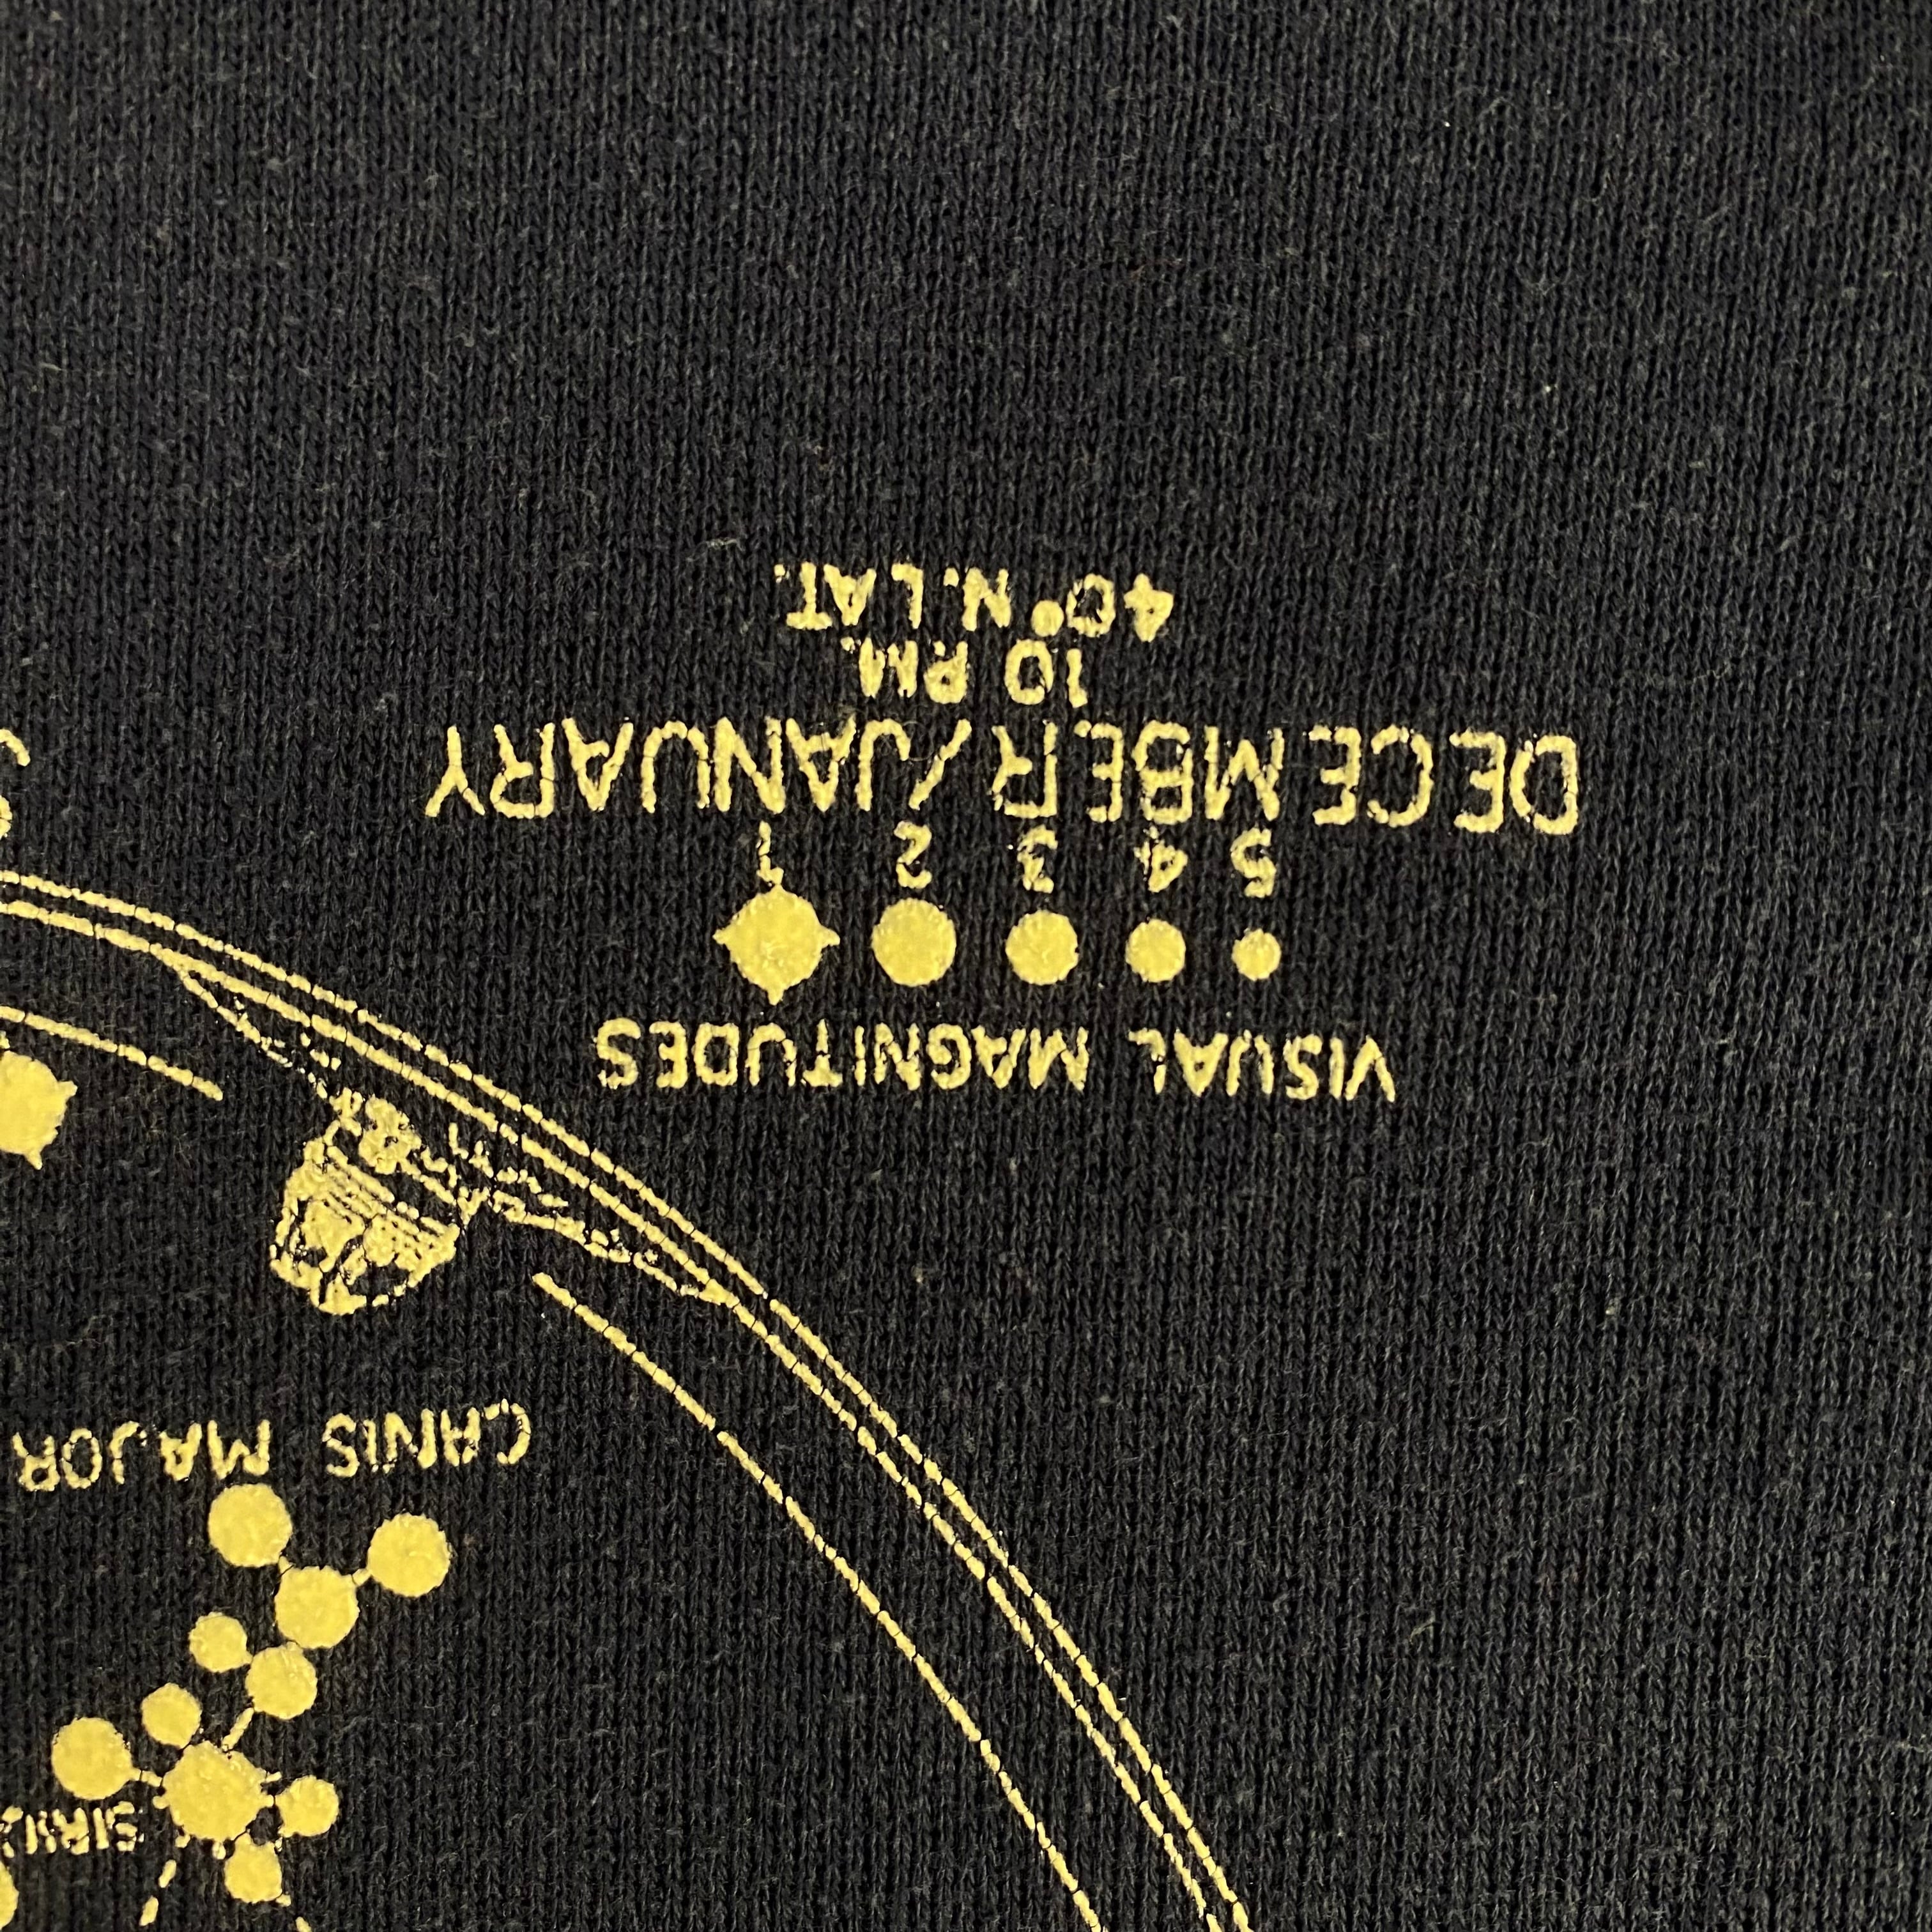 CANIS MAJOR
VISUAL MAGNITUDES
5 4 3 2 1
DECEMBER/JANUARY
10 P.M.
40° N. LAT.